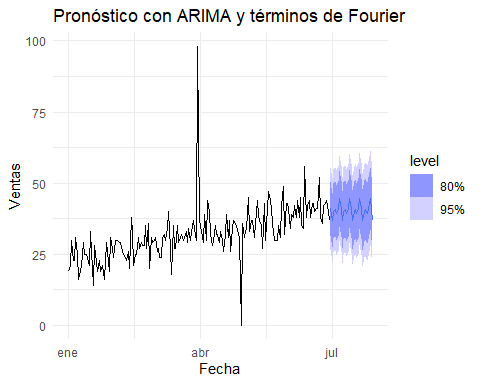 Pronóstico con ARIMA y términos de Fourier
100
75
50
25
0
Ventas
ene
abr
jul
Fecha
level
80%
95%